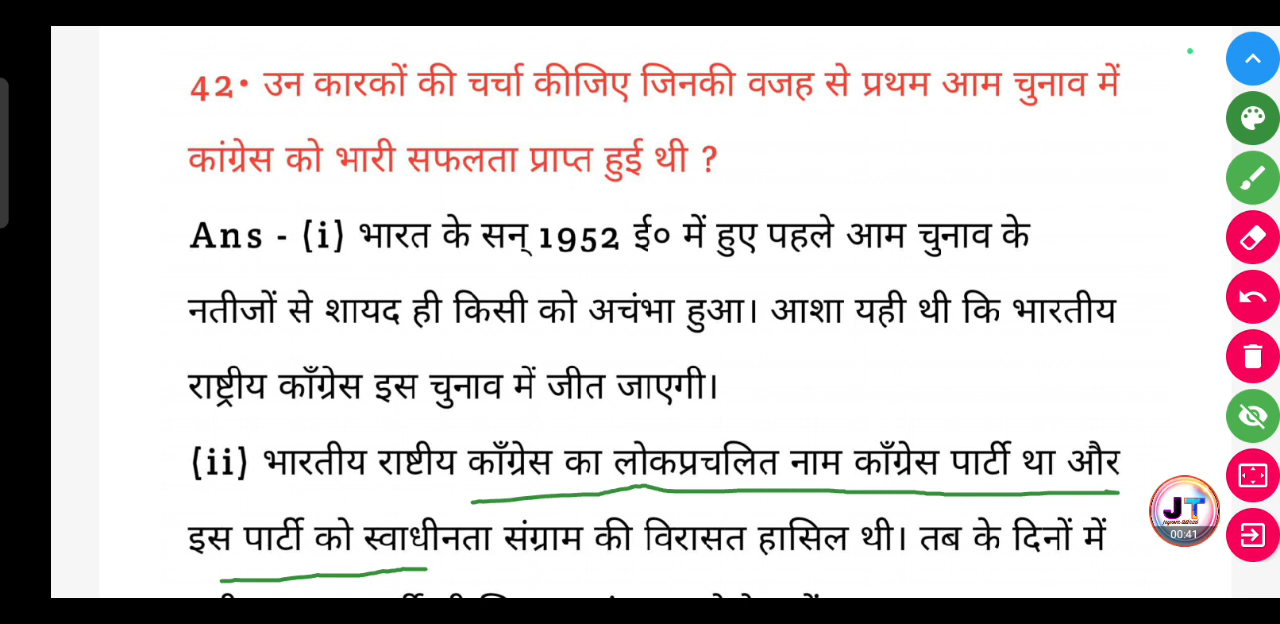 42• उन कारकों की चर्चा कीजिए जिनकी वजह से प्रथम आम चुनाव में
कांग्रेस को भारी सफलता प्राप्त हुई थी ?
Ans - (i) भारत के सन् 1952 ई० में हुए पहले आम चुनाव के
नतीजों से शायद ही किसी को अचंभा हुआ। आशा यही थी कि भारतीय
राष्ट्रीय काँग्रेस इस चुनाव में जीत जाएगी।
(ii) भारतीय राष्टीय काँग्रेस का लोकप्रचलित नाम काँग्रेस पार्टी था और
इस पार्टी को स्वाधीनता संग्राम की विरासत हासिल थी। तब के दिनों में
JT
00:41